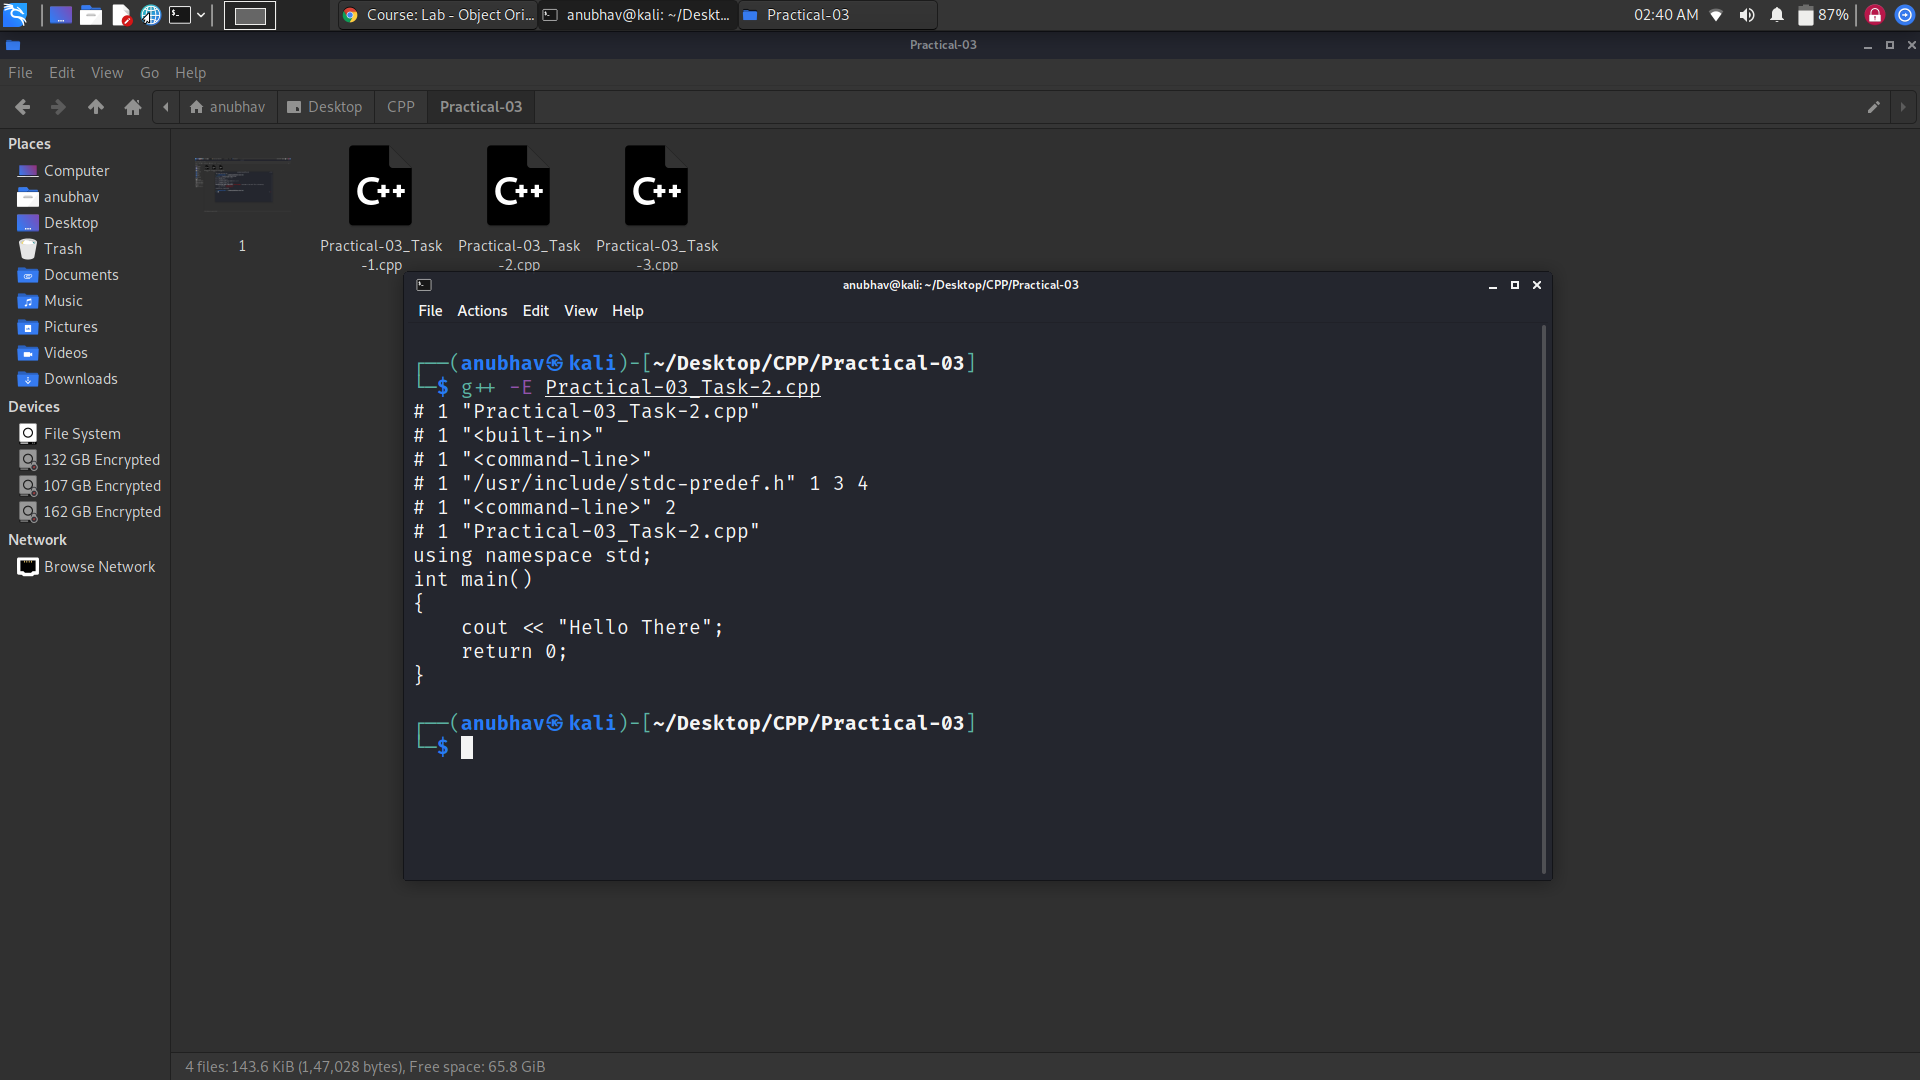 Course: Lab - Object Ori...
anubhav@kali: ~/Deskt...
Practical-03
02:40 AM
87%
Practical-03
File Edit View Go Help
anubhav Desktop CPP Practical-03
Places
Computer
anubhav
Desktop
Trash
Documents
Music
Pictures
Videos
Downloads
Devices
File System
132 GB Encrypted
107 GB Encrypted
162 GB Encrypted
Network
Browse Network
C++ C++ C++
1
Practical-03_Task
-1.cpp
Practical-03_Task
-2.cpp
Practical-03_Task
-3.cpp
anubhav@kali: ~/Desktop/CPP/Practical-03
File Actions Edit View Help
┌──(anubhav㉿kali)-[~/Desktop/CPP/Practical-03]
└─$ g++ -E Practical-03_Task-2.cpp
# 1 "Practical-03_Task-2.cpp"
# 1 "<built-in>"
# 1 "<command-line>"
# 1 "/usr/include/stdc-predef.h" 1 3 4
# 1 "<command-line>" 2
# 1 "Practical-03_Task-2.cpp"
using namespace std;
int main()
{
cout << "Hello There";
return 0;
}
┌──(anubhav㉿kali)-[~/Desktop/CPP/Practical-03]
└─$
4 files: 143.6 KiB (1,47,028 bytes), Free space: 65.8 GiB